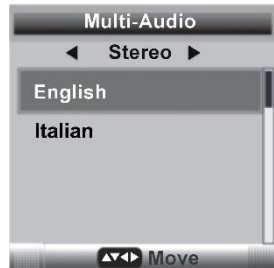 Multi-Audio
◀ Stereo ▶
English
Italian
▲▼◀▶ Move